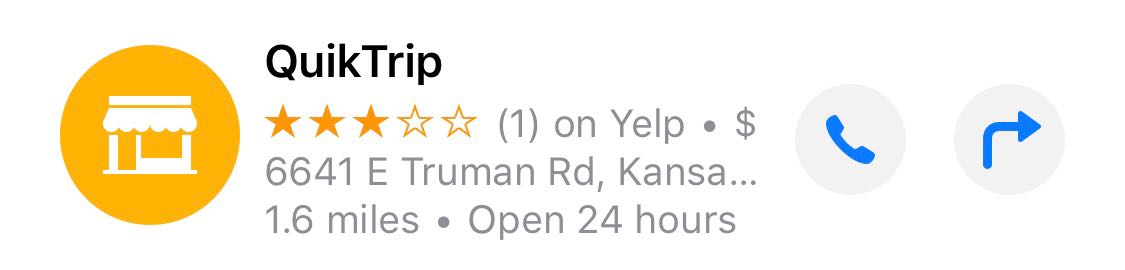 QuikTrip
★★★☆☆ (1) on Yelp • $
6641 E Truman Rd, Kansa...
1.6 miles • Open 24 hours